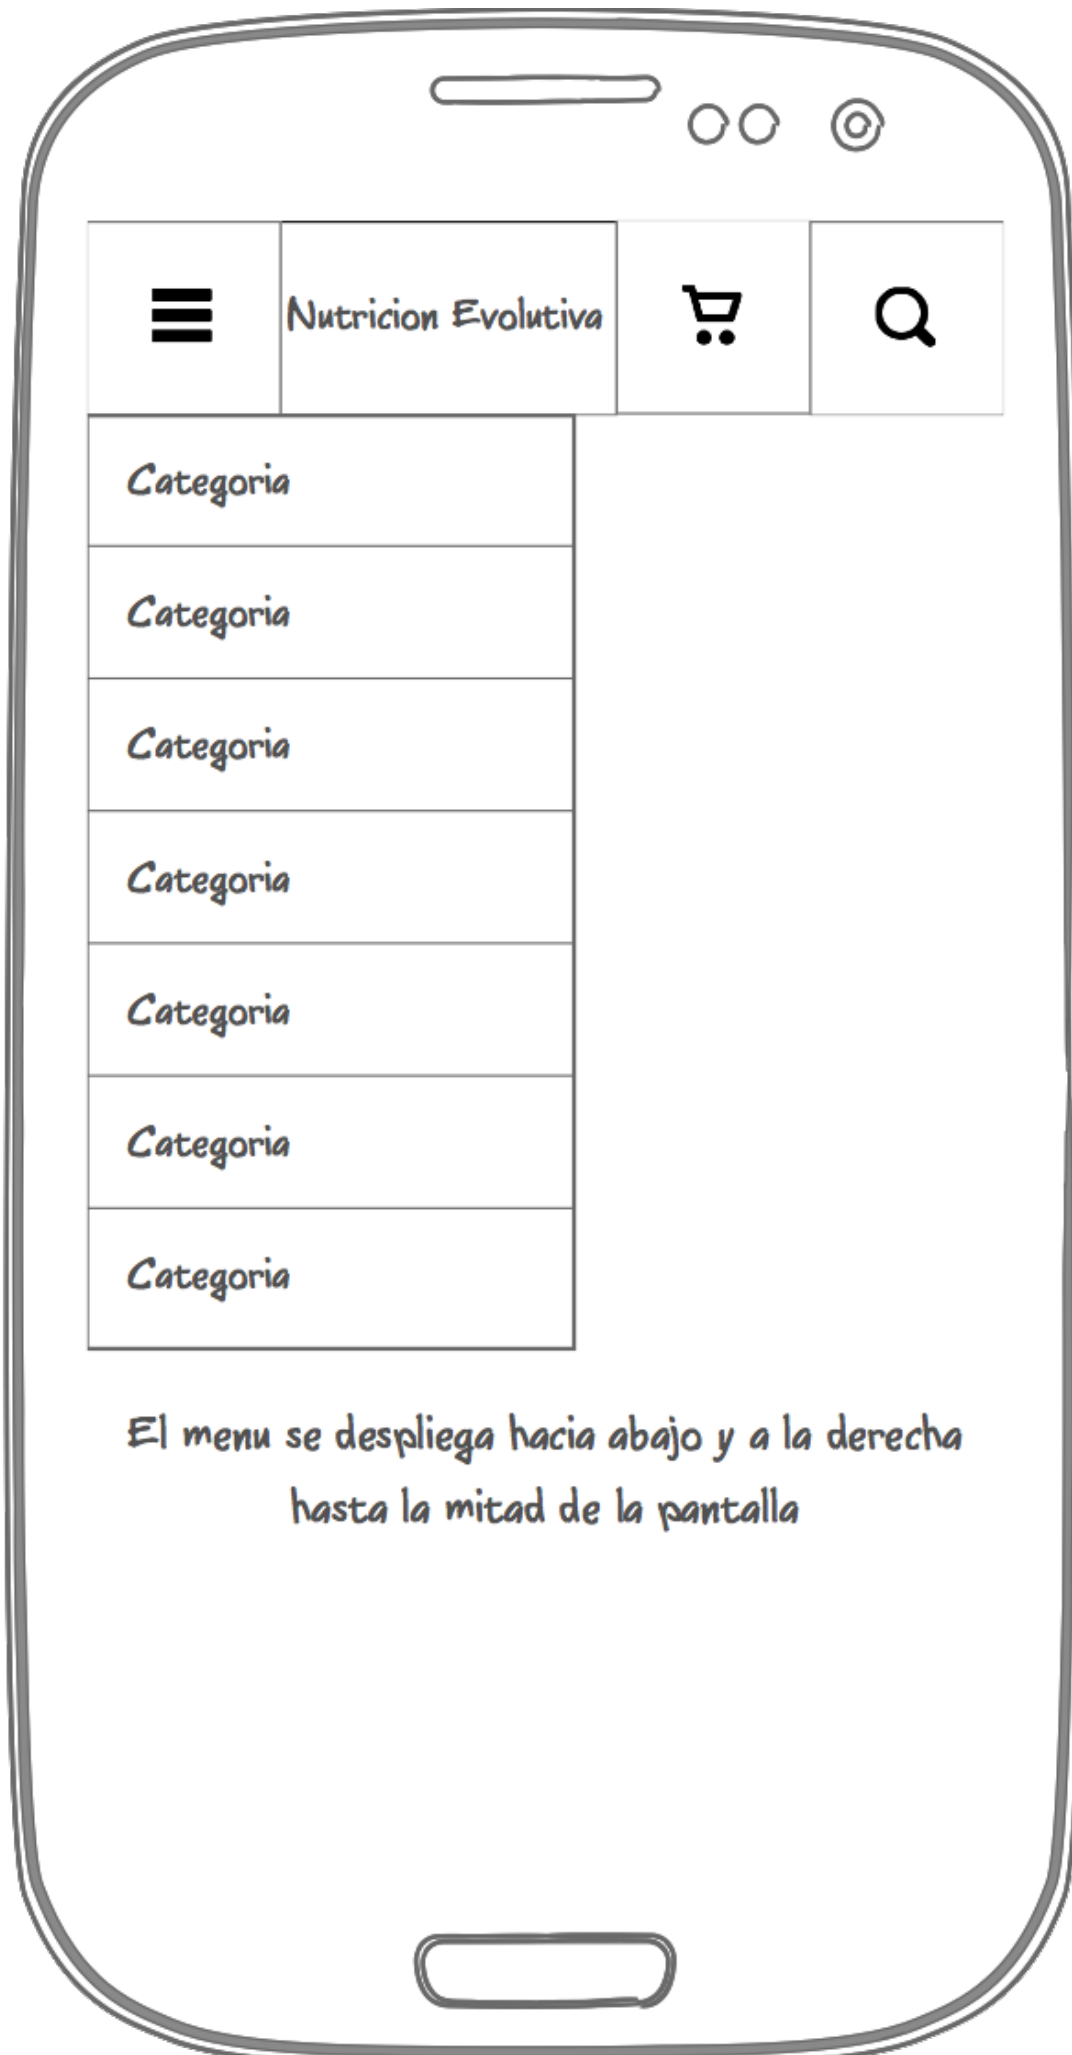 Nutricion Evolutiva
Categoria
Categoria
Categoria
Categoria
Categoria
Categoria
Categoria
El menu se despliega hacia abajo y a la derecha
hasta la mitad de la pantalla